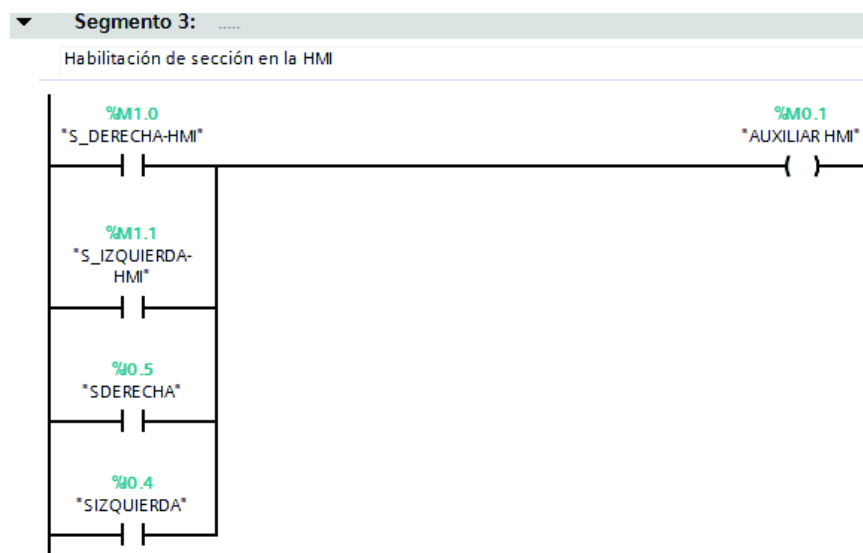 Segmento 3: .....
Habilitación de sección en la HMI
%M1.0
"S_DERECHA-HMI"
%M0.1
"AUXILIAR HMI"
%M1.1
"S_IZQUIERDA-
HMI"
%I0.5
"SDERECHA"
%I0.4
"SIZQUIERDA"